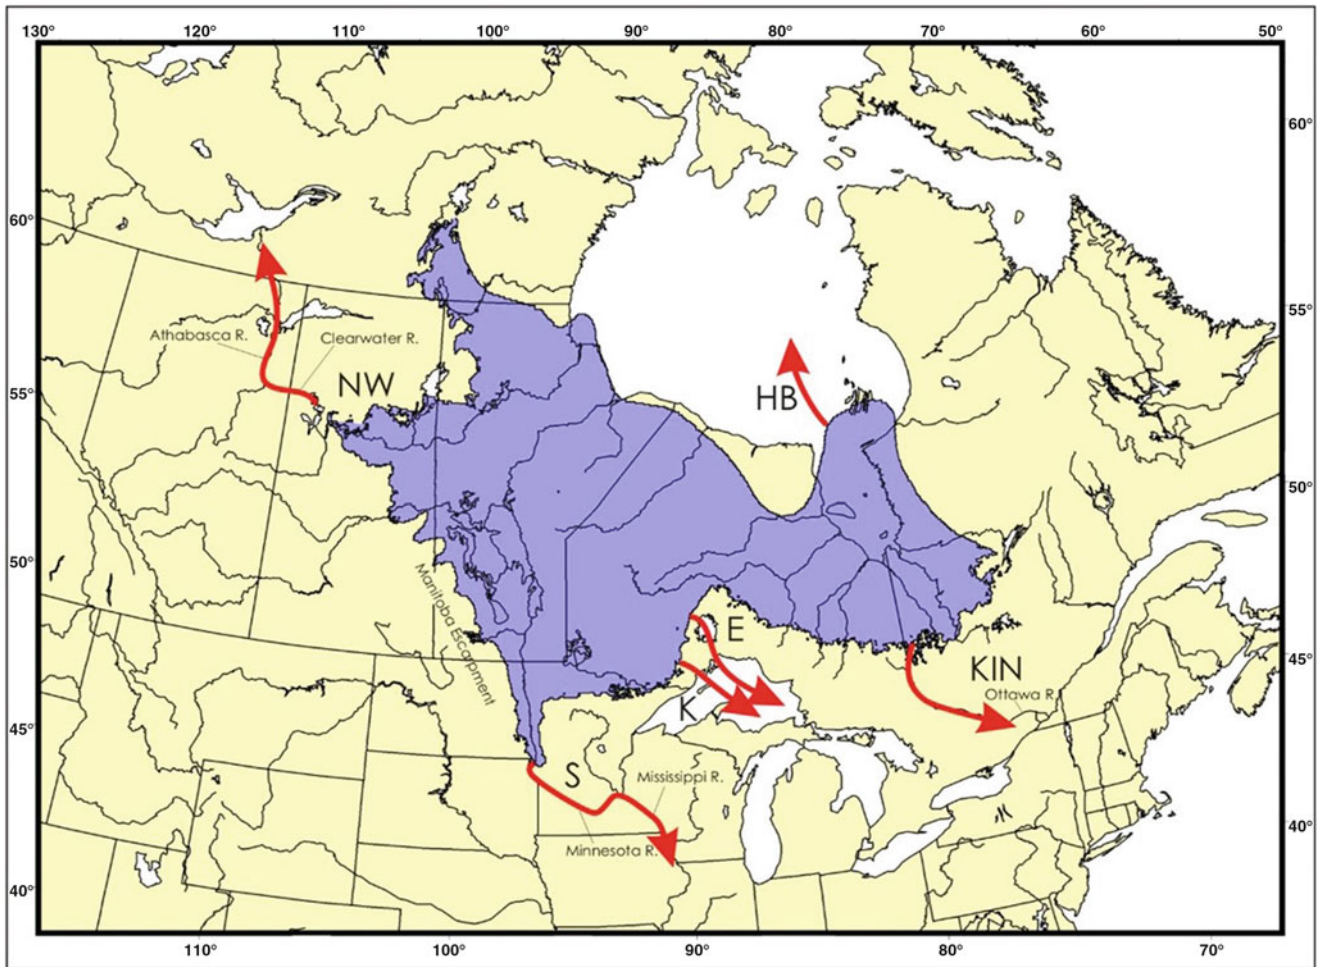 130° 120° 110° 100° 90° 80° 70° 60° 50°
60°
60°
55°
Athabasca R.
Clearwater R.
NW
HB
55°
50°
50°
Manitoba Escarpment
E
KIN
45°
Ottawa R.
K
45°
S
Mississippi R.
Minnesota R.
40°
40°
110° 100° 90° 80° 70°